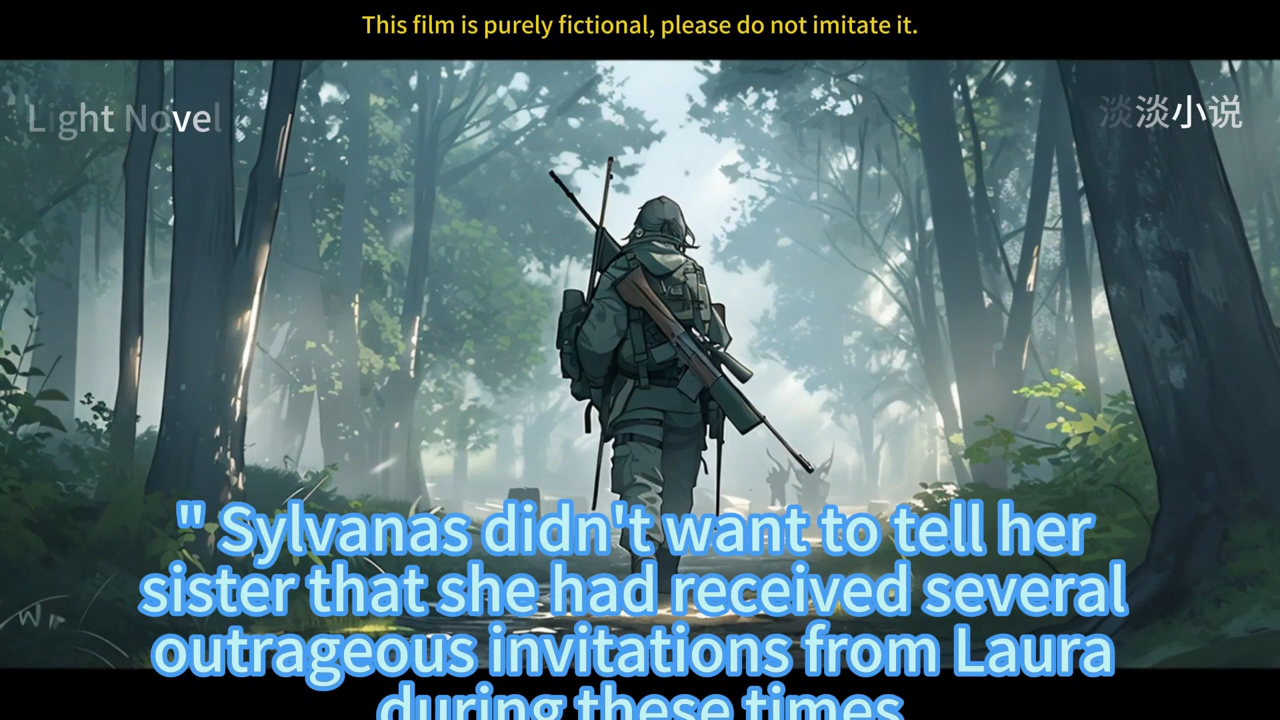 This film is purely fictional, please do not imitate it.
Light Novel
淡淡小说
" Sylvanas didn't want to tell her
sister that she had received several
outrageous invitations from Laura
during these times